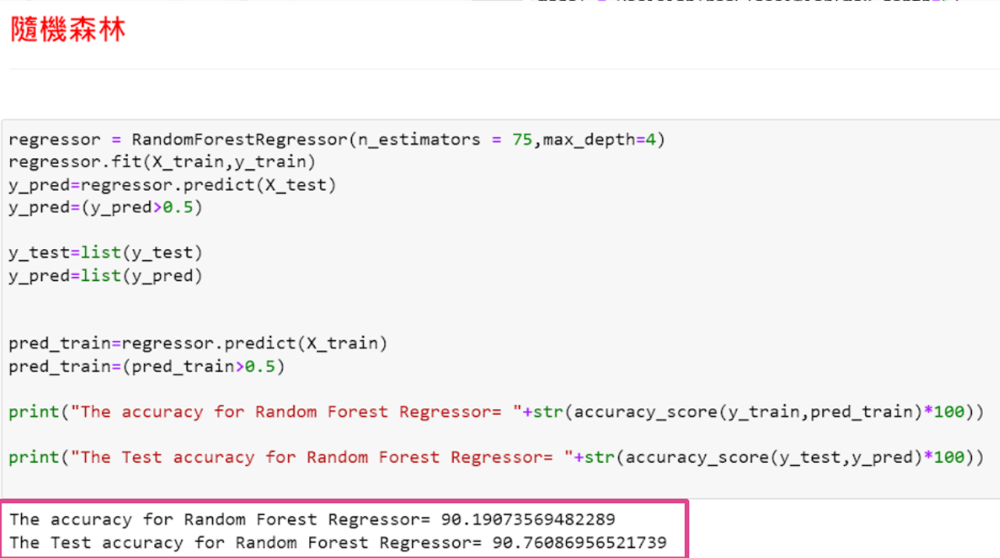 隨機森林
regressor = RandomForestRegressor(n_estimators = 75,max_depth=4)
regressor.fit(X_train,y_train)
y_pred=regressor.predict(X_test)
y_pred=(y_pred>0.5)
y_test=list(y_test)
y_pred=list(y_pred)
pred_train=regressor.predict(X_train)
pred_train=(pred_train>0.5)
print("The accuracy for Random Forest Regressor= "+str(accuracy_score(y_train,pred_train)*100))
print("The Test accuracy for Random Forest Regressor= "+str(accuracy_score(y_test,y_pred)*100))
The accuracy for Random Forest Regressor= 90.19073569482289
The Test accuracy for Random Forest Regressor= 90.76086956521739